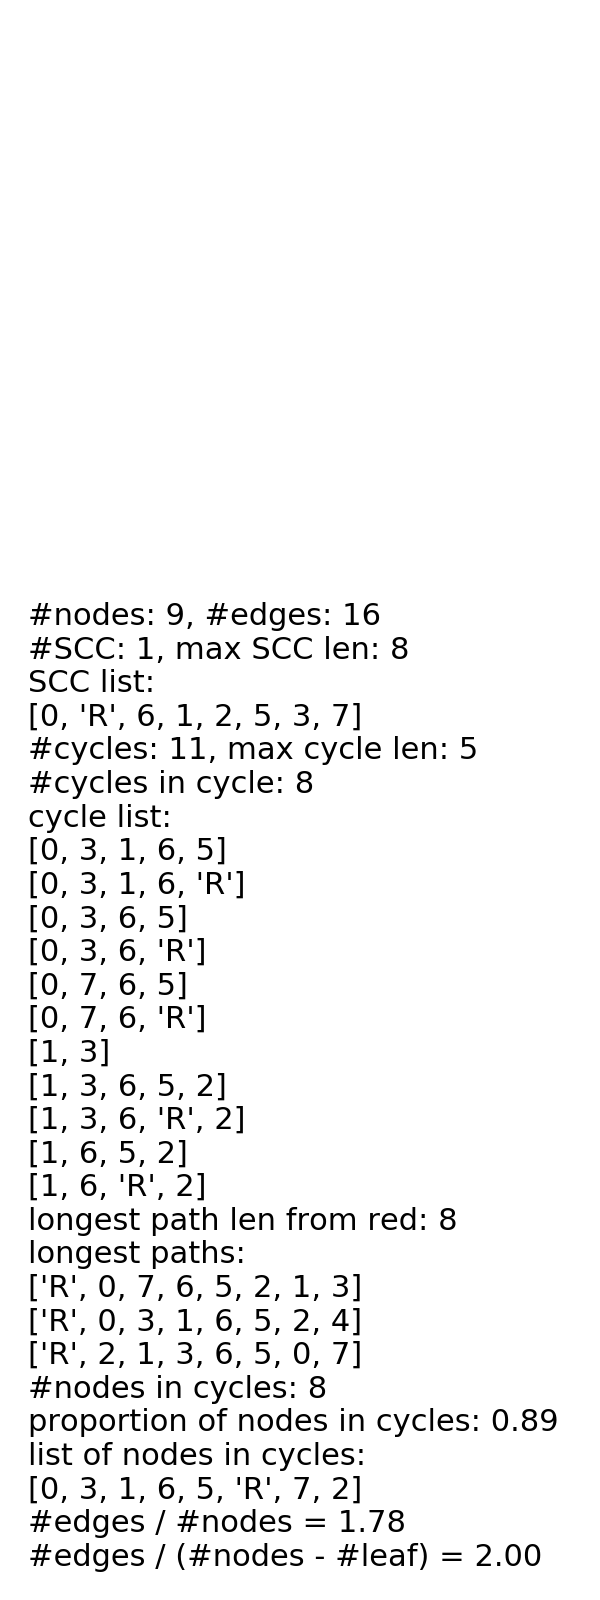 #nodes: 9, #edges: 16
#SCC: 1, max SCC len: 8
SCC list:
[0, 'R', 6, 1, 2, 5, 3, 7]
#cycles: 11, max cycle len: 5
#cycles in cycle: 8
cycle list:
[0, 3, 1, 6, 5]
[0, 3, 1, 6, 'R']
[0, 3, 6, 5]
[0, 3, 6, 'R']
[0, 7, 6, 5]
[0, 7, 6, 'R']
[1, 3]
[1, 3, 6, 5, 2]
[1, 3, 6, 'R', 2]
[1, 6, 5, 2]
[1, 6, 'R', 2]
longest path len from red: 8
longest paths:
['R', 0, 7, 6, 5, 2, 1, 3]
['R', 0, 3, 1, 6, 5, 2, 4]
['R', 2, 1, 3, 6, 5, 0, 7]
#nodes in cycles: 8
proportion of nodes in cycles: 0.89
list of nodes in cycles:
[0, 3, 1, 6, 5, 'R', 7, 2]
#edges / #nodes = 1.78
#edges / (#nodes - #leaf) = 2.00